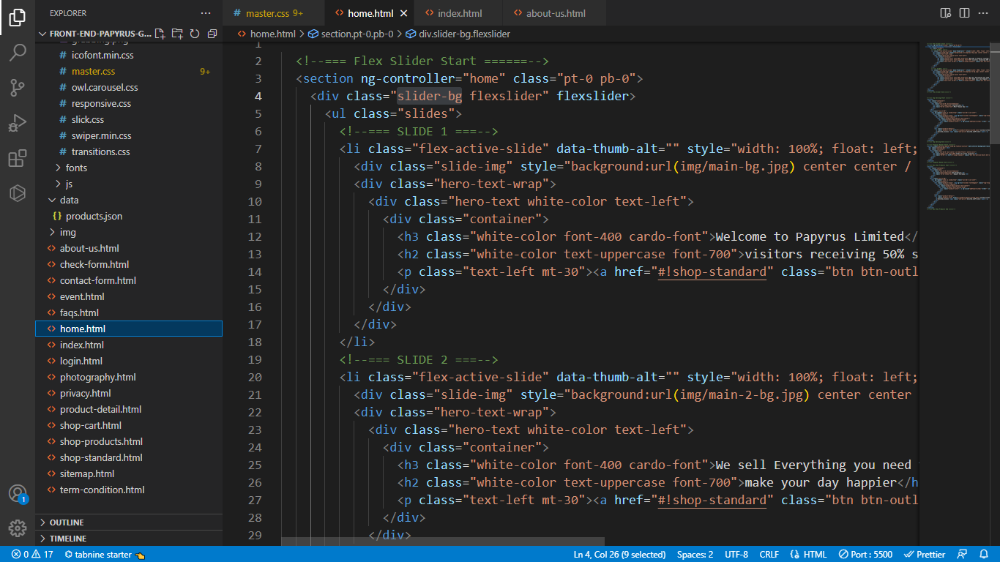 EXPLORER
FRONT-END-PAPYRUS-G...
icofont.min.css
# master.css 9+
# owl.carousel.css
# responsive.css
# slick.css
# swiper.min.css
# transitions.css
fonts
js
data
{} products.json
img
<> about-us.html
<> check-form.html
<> contact-form.html
<> event.html
<> faqs.html
<> home.html
<> index.html
<> login.html
<> photography.html
<> privacy.html
<> product-detail.html
<> shop-cart.html
<> shop-products.html
<> shop-standard.html
<> sitemap.html
<> term-condition.html
OUTLINE
TIMELINE
1
# master.css 9+
<> home.html
<> index.html
<> about-us.html
<> home.html > section.pt-0.pb-0 > div.slider-bg.flexslider
1
2 <!--=== Flex Slider Start ======-->
3 <section ng-controller="home" class="pt-0 pb-0">
4 <div class="slider-bg flexslider" flexslider>
5 <ul class="slides">
6 <!--=== SLIDE 1 ===-->
7 <li class="flex-active-slide" data-thumb-alt="" style="width: 100%; float: left;
8 <div class="slide-img" style="background:url(img/main-bg.jpg) center center /
9 <div class="hero-text-wrap">
10 <div class="hero-text white-color text-left">
11 <div class="container">
12 <h3 class="white-color font-400 cardo-font">Welcome to Papyrus Limited</
13 <h2 class="white-color text-uppercase font-700">visitors receiving 50% s
14 <p class="text-left mt-30"><a href="#!shop-standard" class="btn btn-outl
15 </div>
16 </div>
17 </div>
18 </li>
19 <!--=== SLIDE 2 ===-->
20 <li class="flex-active-slide" data-thumb-alt="" style="width: 100%; float: left;
21 <div class="slide-img" style="background:url(img/main-2-bg.jpg) center center
22 <div class="hero-text-wrap">
23 <div class="hero-text white-color text-left">
24 <div class="container">
25 <h3 class="white-color font-400 cardo-font">We sell Everything you need
26 <h2 class="white-color text-uppercase font-700">make your day happier</h
27 <p class="text-left mt-30"><a href="#!shop-standard" class="btn btn-outl
28 </div>
29 </div>
0 17 tabnine starter Ln 4, Col 26 (9 selected) Spaces: 2 UTF-8 CRLF {} HTML Port : 5500 Prettier